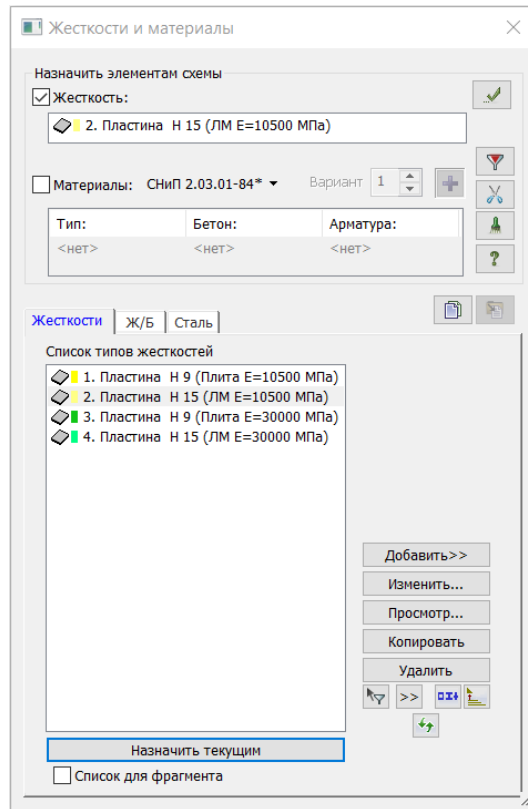 Жесткости и материалы
Назначить элементам схемы
Жесткость:
2. Пластина Н 15 (ЛМ E=10500 МПа)
Материалы: СНиП 2.03.01-84* Вариант 1
Тип: Бетон: Арматура:
<нет> <нет> <нет>
?
Жесткости Ж/Б Сталь
Список типов жесткостей
1. Пластина Н 9 (Плита E=10500 МПа)
2. Пластина Н 15 (ЛМ E=10500 МПа)
3. Пластина Н 9 (Плита E=30000 МПа)
4. Пластина Н 15 (ЛМ E=30000 МПа)
Добавить>>
Изменить...
Просмотр...
Копировать
Удалить
>>
Назначить текущим
Список для фрагмента